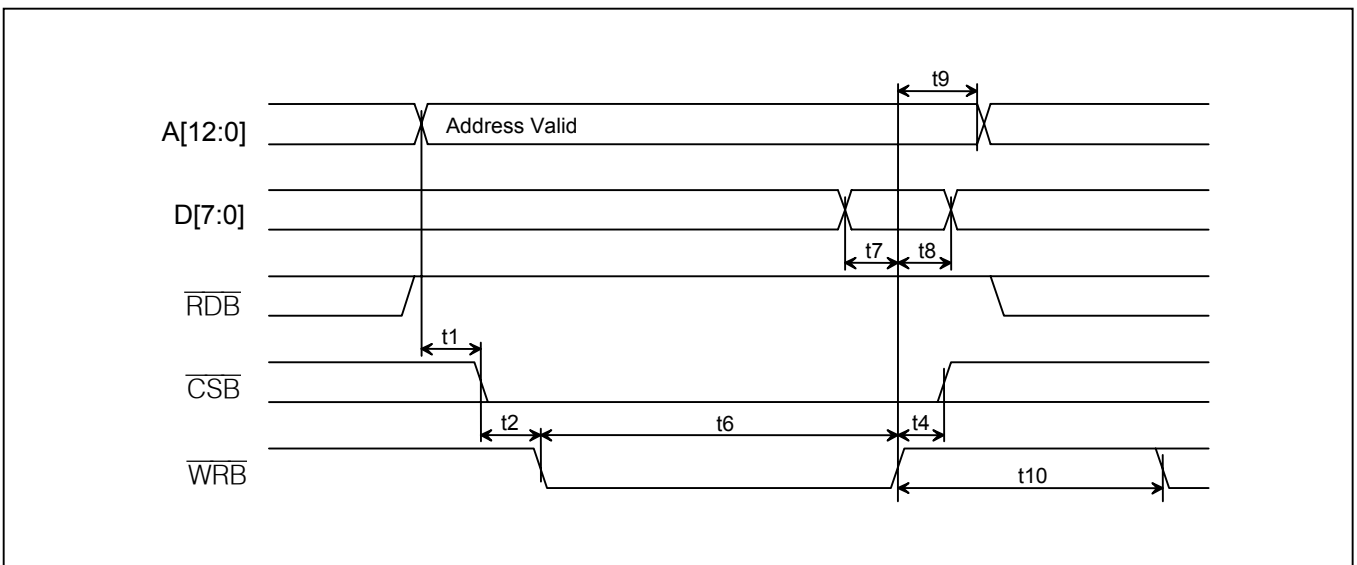 t9
A[12:0]
Address Valid
D[7:0]
t7
t8
RDB
t1
CSB
t2
t6
t4
WRB
t10